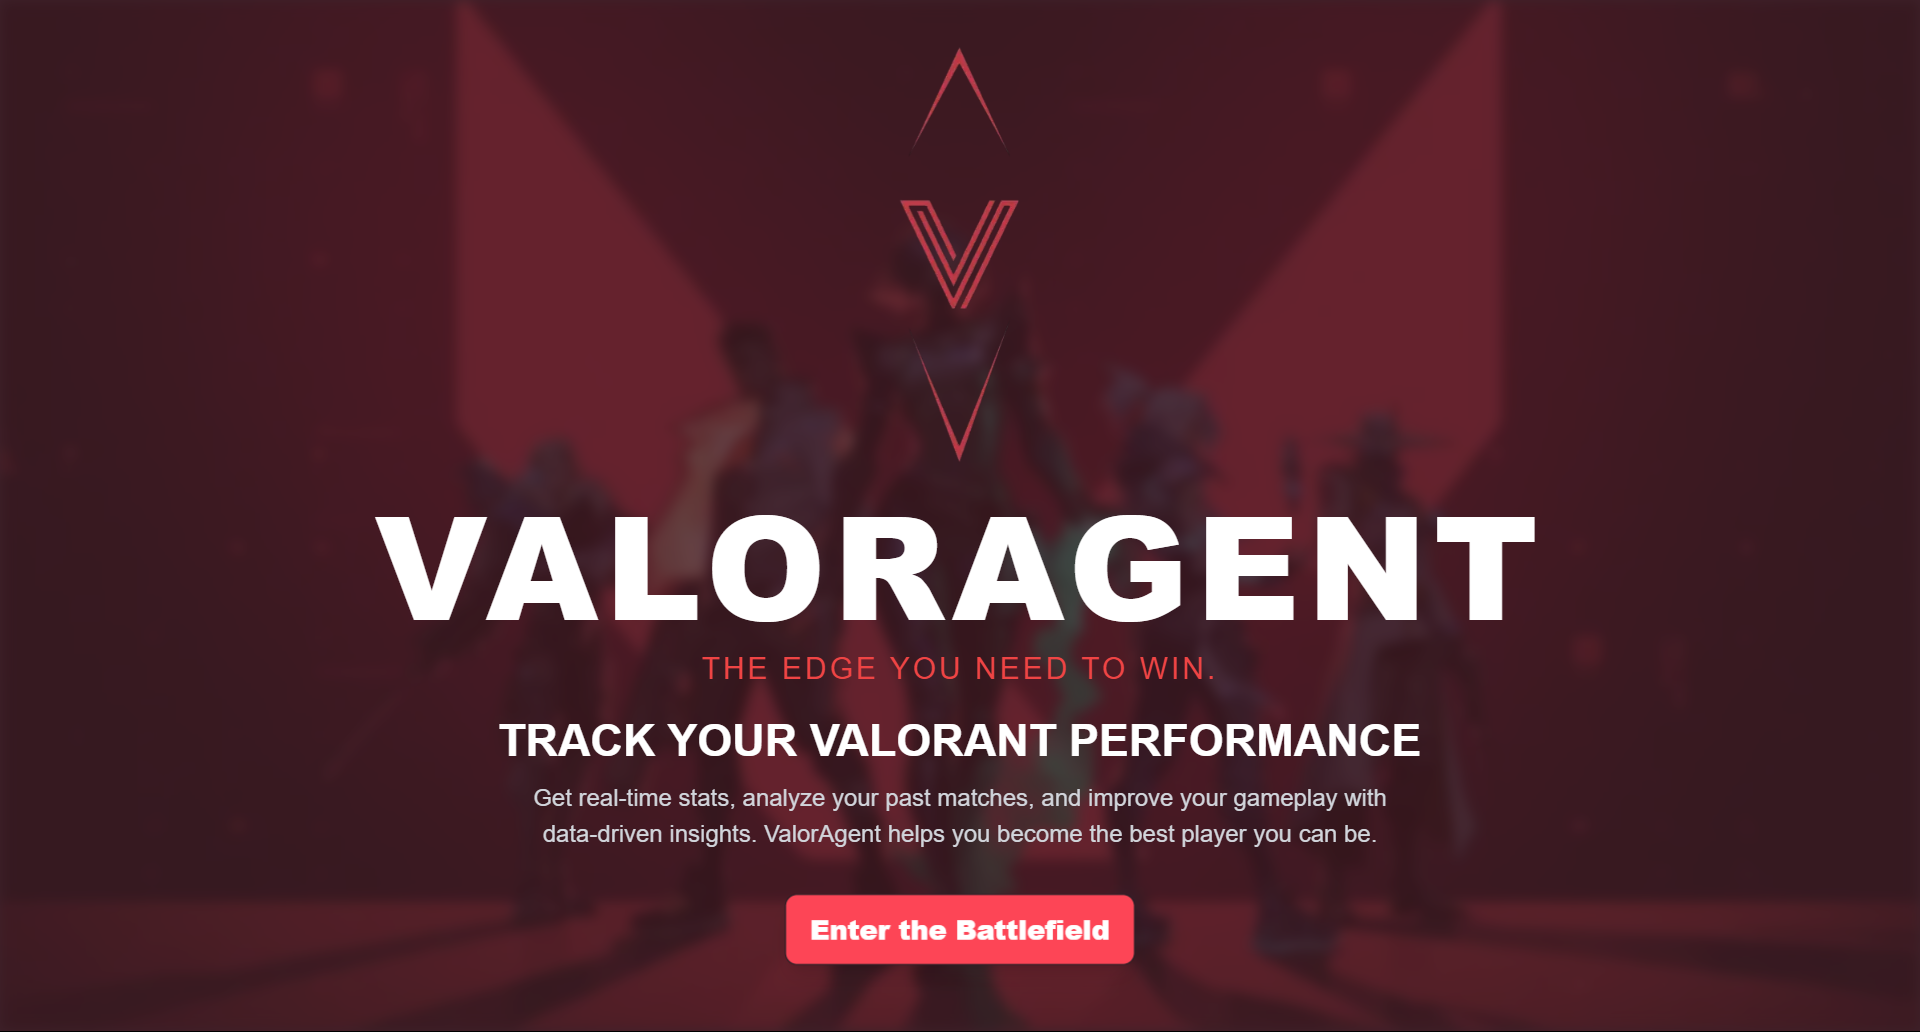 VALORAGENT
THE EDGE YOU NEED TO WIN.
TRACK YOUR VALORANT PERFORMANCE
Get real-time stats, analyze your past matches, and improve your gameplay with
data-driven insights. ValorAgent helps you become the best player you can be.
Enter the Battlefield